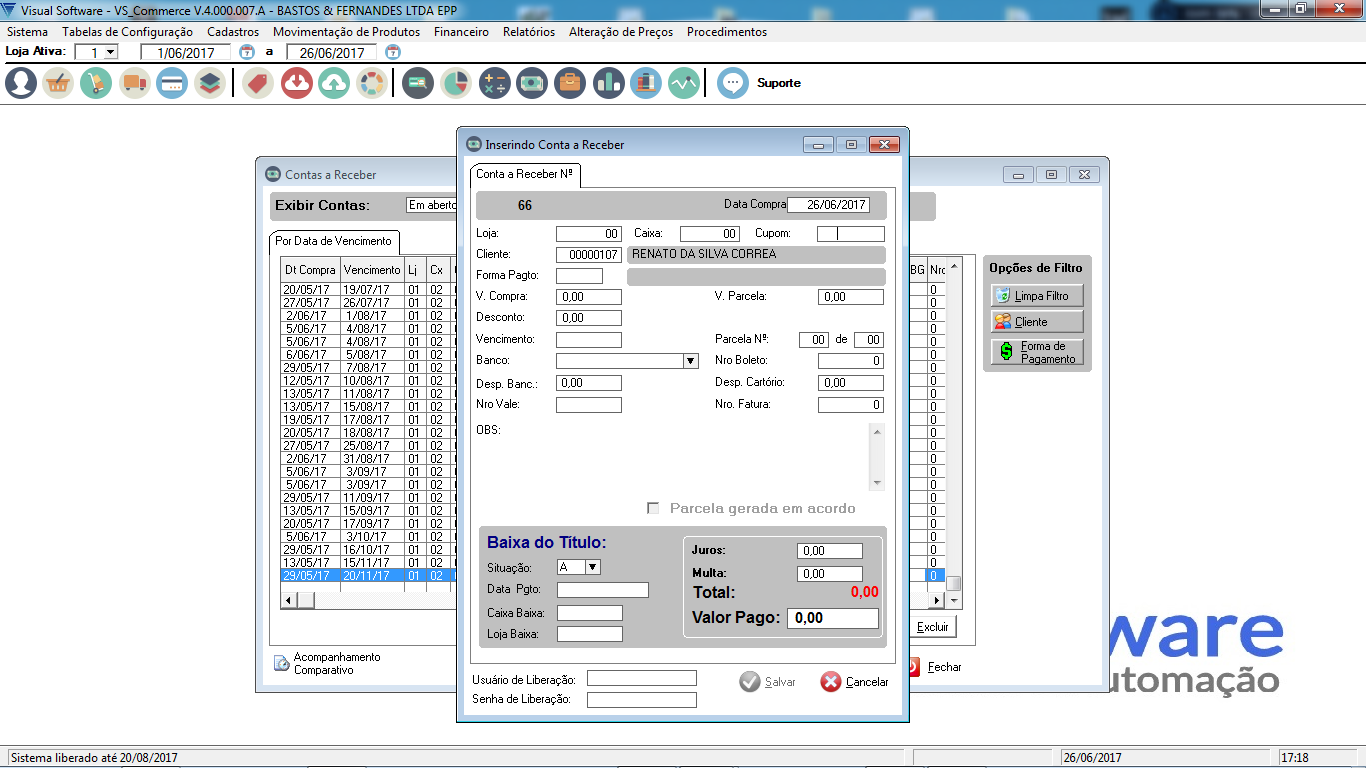 Visual Software - VS_Commerce V.4.000.007.A - BASTOS & FERNANDES LTDA EPP
Sistema Tabelas de Configuração Cadastros Movimentação de Produtos Financeiro Relatórios Alteração de Preços Procedimentos
Loja Ativa: 1 1/06/2017 a 26/06/2017
Suporte
Contas a Receber
Exibir Contas: Em aberto
Por Data de Vencimento
Dt Compra Vencimento Lj Cx BG Nro
20/05/17 19/07/17 01 02 0
27/05/17 26/07/17 01 02 0
2/06/17 1/08/17 01 02 0
5/06/17 4/08/17 01 02 0
5/06/17 4/08/17 01 02 0
6/06/17 5/08/17 01 02 0
29/05/17 7/08/17 01 02 0
12/05/17 10/08/17 01 02 0
13/05/17 11/08/17 01 02 0
13/05/17 15/08/17 01 02 0
19/05/17 17/08/17 01 02 0
20/05/17 18/08/17 01 02 0
27/05/17 25/08/17 01 02 0
2/06/17 31/08/17 01 02 0
5/06/17 3/09/17 01 02 0
5/06/17 3/09/17 01 02 0
29/05/17 11/09/17 01 02 0
13/05/17 15/09/17 01 02 0
20/05/17 17/09/17 01 02 0
5/06/17 3/10/17 01 02 0
29/05/17 16/10/17 01 02 0
13/05/17 15/11/17 01 02 0
29/05/17 20/11/17 01 02 0
Acompanhamento
Comparativo
Opções de Filtro
Limpa Filtro
Cliente
Forma de
Pagamento
Excluir
Fechar
Inserindo Conta a Receber
Conta a Receber Nº
66 Data Compra 26/06/2017
Loja: 00 Caixa: 00 Cupom:
Cliente: 00000107 RENATO DA SILVA CORREA
Forma Pagto:
V. Compra: 0,00 V. Parcela: 0,00
Desconto: 0,00
Vencimento: Parcela Nº: 00 de 00
Banco: Nro Boleto: 0
Desp. Banc.: 0,00 Desp. Cartório: 0,00
Nro Vale: Nro. Fatura: 0
OBS:
Parcela gerada em acordo
Baixa do Título:
Situação: A
Data Pgto:
Caixa Baixa:
Loja Baixa:
Juros: 0,00
Multa: 0,00
Total: 0,00
Valor Pago: 0,00
Usuário de Liberação:
Senha de Liberação:
Salvar Cancelar
ware
utomação
Sistema liberado até 20/08/2017 26/06/2017 17:18